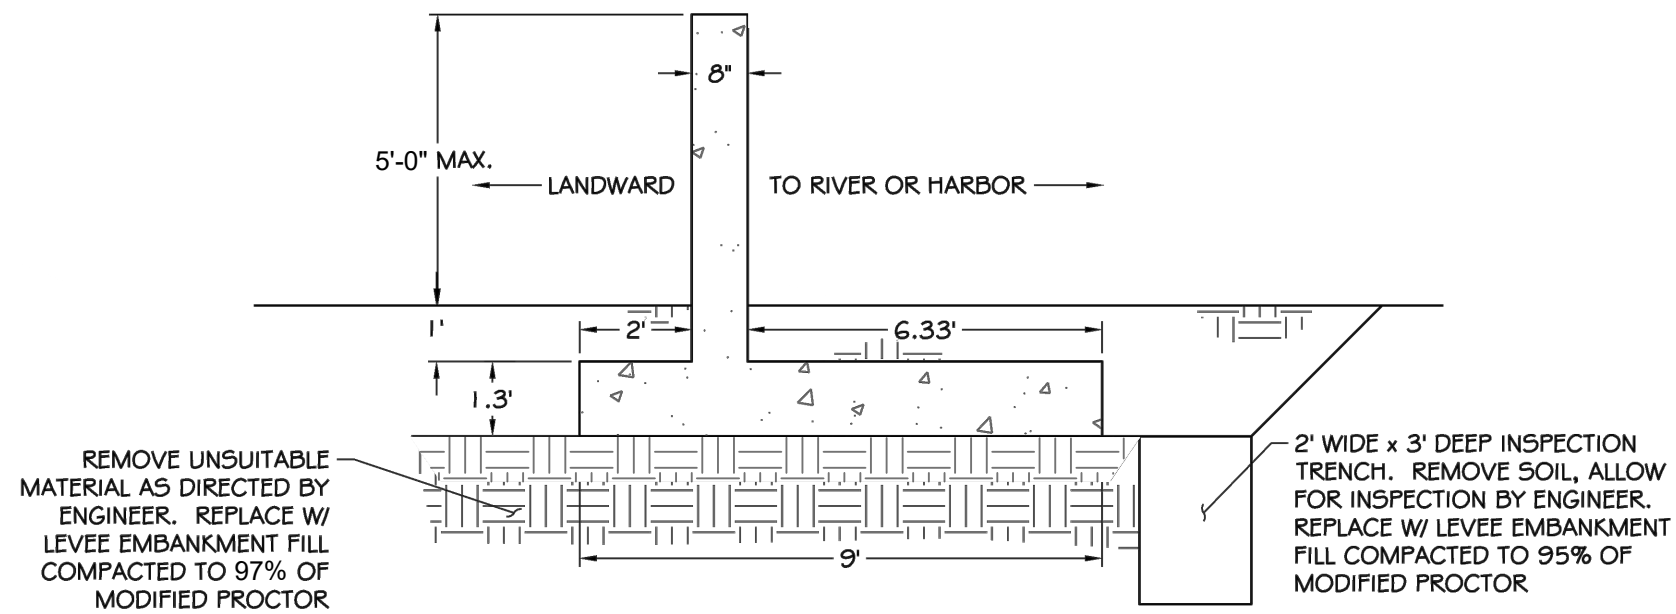 8"
5'-0" MAX.
LANDWARD
TO RIVER OR HARBOR
1'
2'
6.33'
1.3'
REMOVE UNSUITABLE
MATERIAL AS DIRECTED BY
ENGINEER. REPLACE W/
LEVEE EMBANKMENT FILL
COMPACTED TO 97% OF
MODIFIED PROCTOR
2' WIDE x 3' DEEP INSPECTION
TRENCH. REMOVE SOIL, ALLOW
FOR INSPECTION BY ENGINEER.
REPLACE W/ LEVEE EMBANKMENT
FILL COMPACTED TO 95% OF
MODIFIED PROCTOR
9'